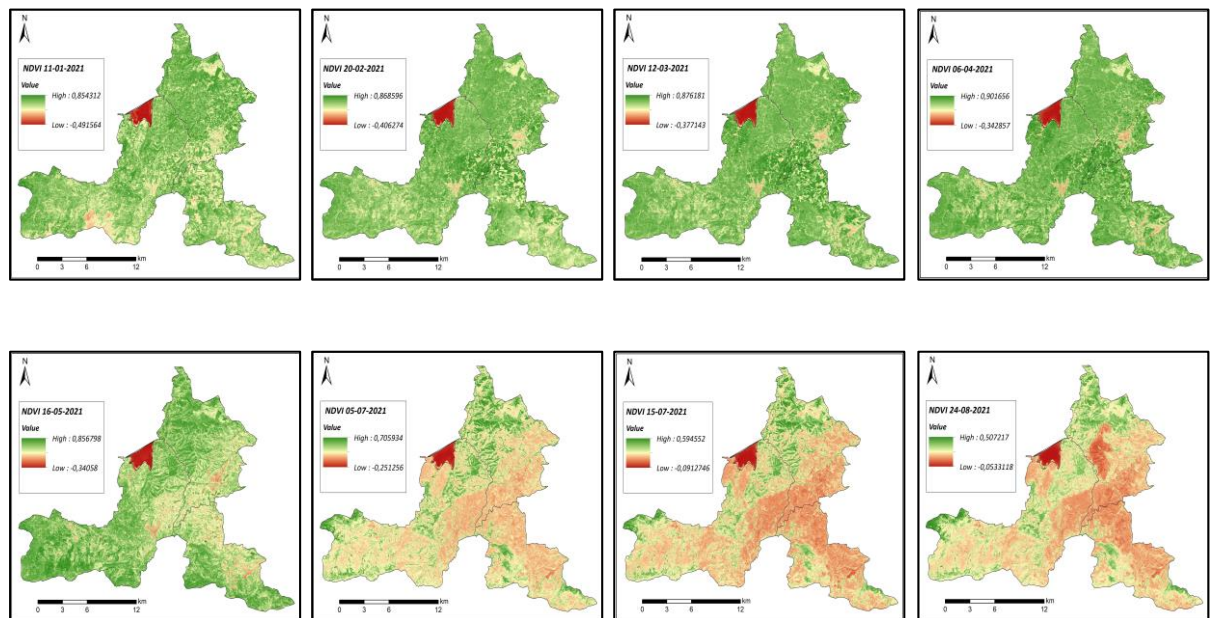 N
NDVI 11-01-2021
Value
High : 0,854312
Low : -0,491564
km
0 3 6 12
N
NDVI 20-02-2021
Value
High : 0,868596
Low : -0,406274
km
0 3 6 12
N
NDVI 12-03-2021
Value
High : 0,876181
Low : -0,377143
km
0 3 6 12
N
NDVI 06-04-2021
Value
High : 0,901656
Low : -0,342857
km
0 3 6 12
N
NDVI 16-05-2021
Value
High : 0,856798
Low : -0,34058
km
0 3 6 12
N
NDVI 05-07-2021
Value
High : 0,705934
Low : -0,251256
km
0 3 6 12
N
NDVI 15-07-2021
Value
High : 0,594552
Low : -0,0912746
km
0 3 6 12
N
NDVI 24-08-2021
Value
High : 0,507217
Low : -0,0533118
km
0 3 6 12